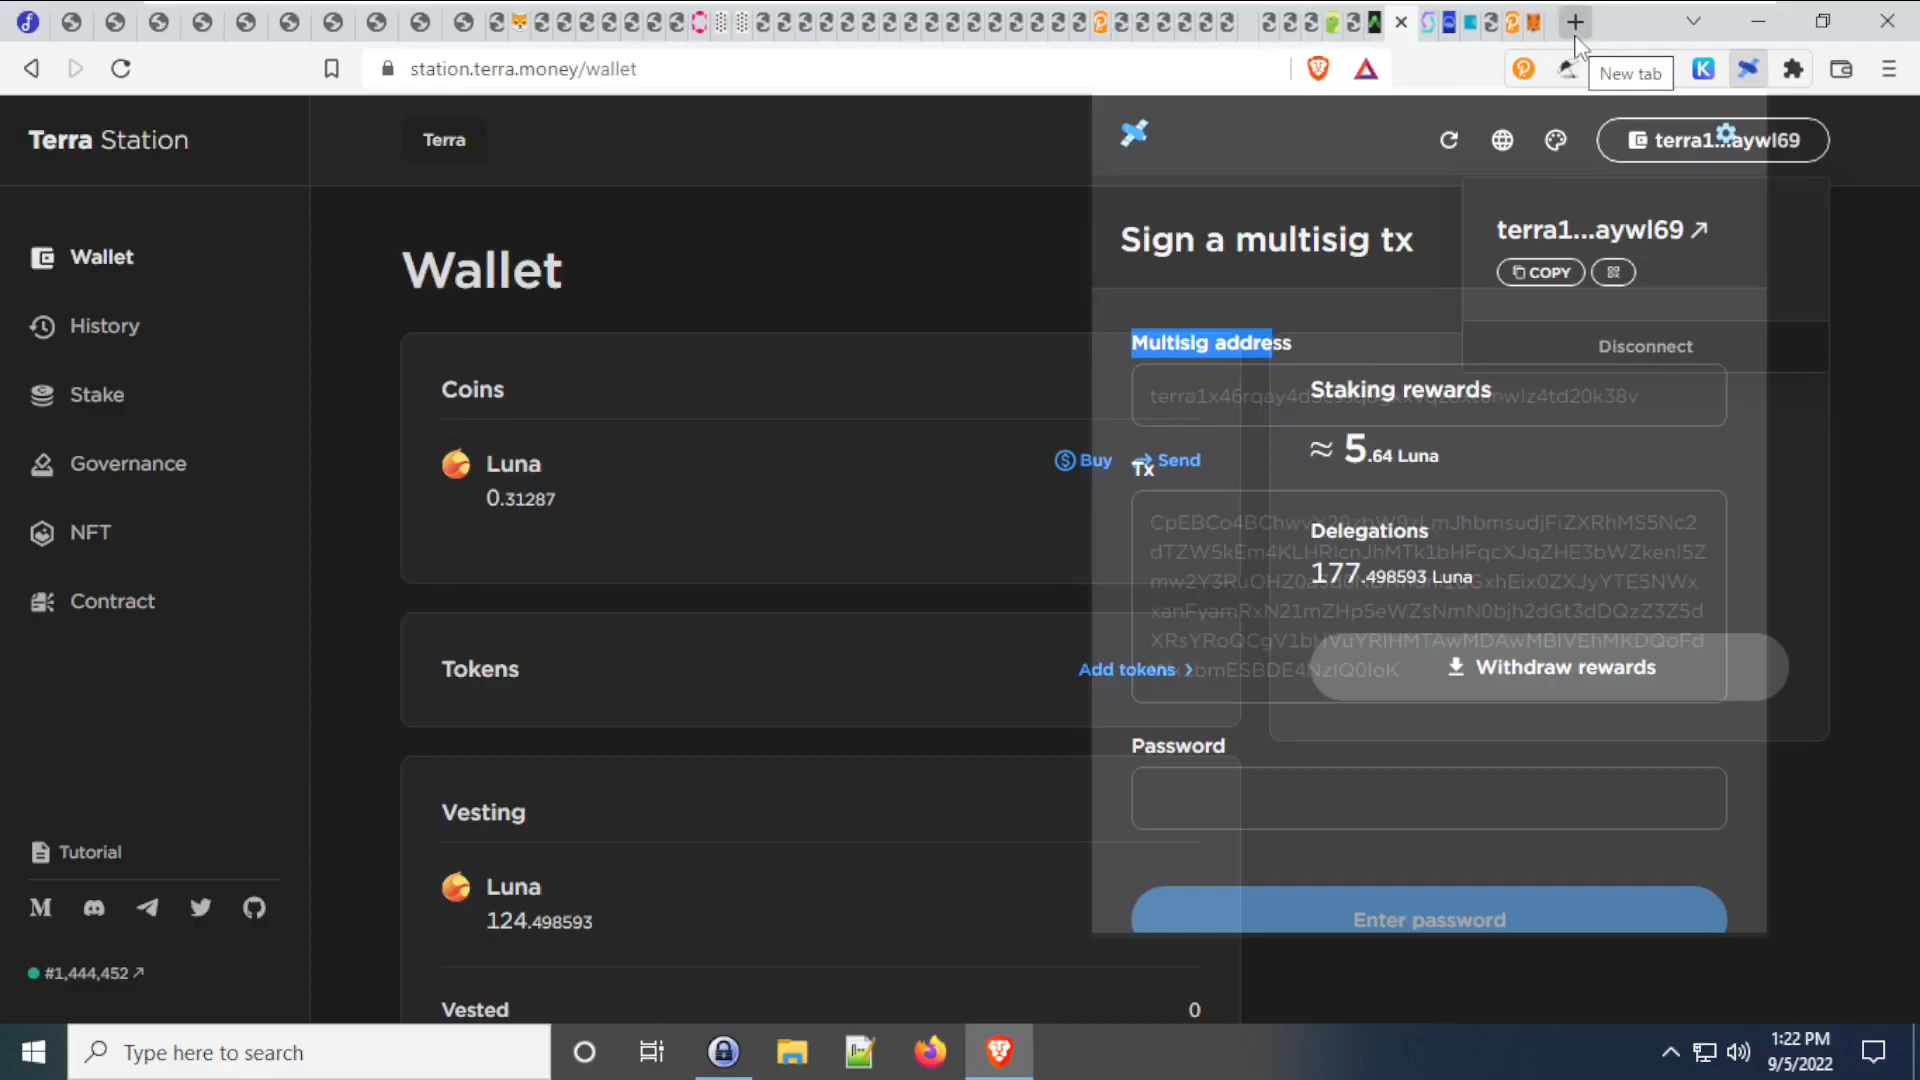 station.terra.money/wallet
New tab
Terra Station
Terra
terra1...aywl69
Wallet
History
Stake
Governance
NFT
Contract
Tutorial
#1,444,452
Wallet
Coins
Luna
0.31287
Buy
Send
Tokens
Add tokens
Vesting
Luna
124.498593
Vested
0
Sign a multisig tx
terra1...aywl69
COPY
Disconnect
Multisig address
Staking rewards
≈ 5.64 Luna
Tx
Delegations
177.498593 Luna
Withdraw rewards
Password
Enter password
Type here to search
1:22 PM
9/5/2022